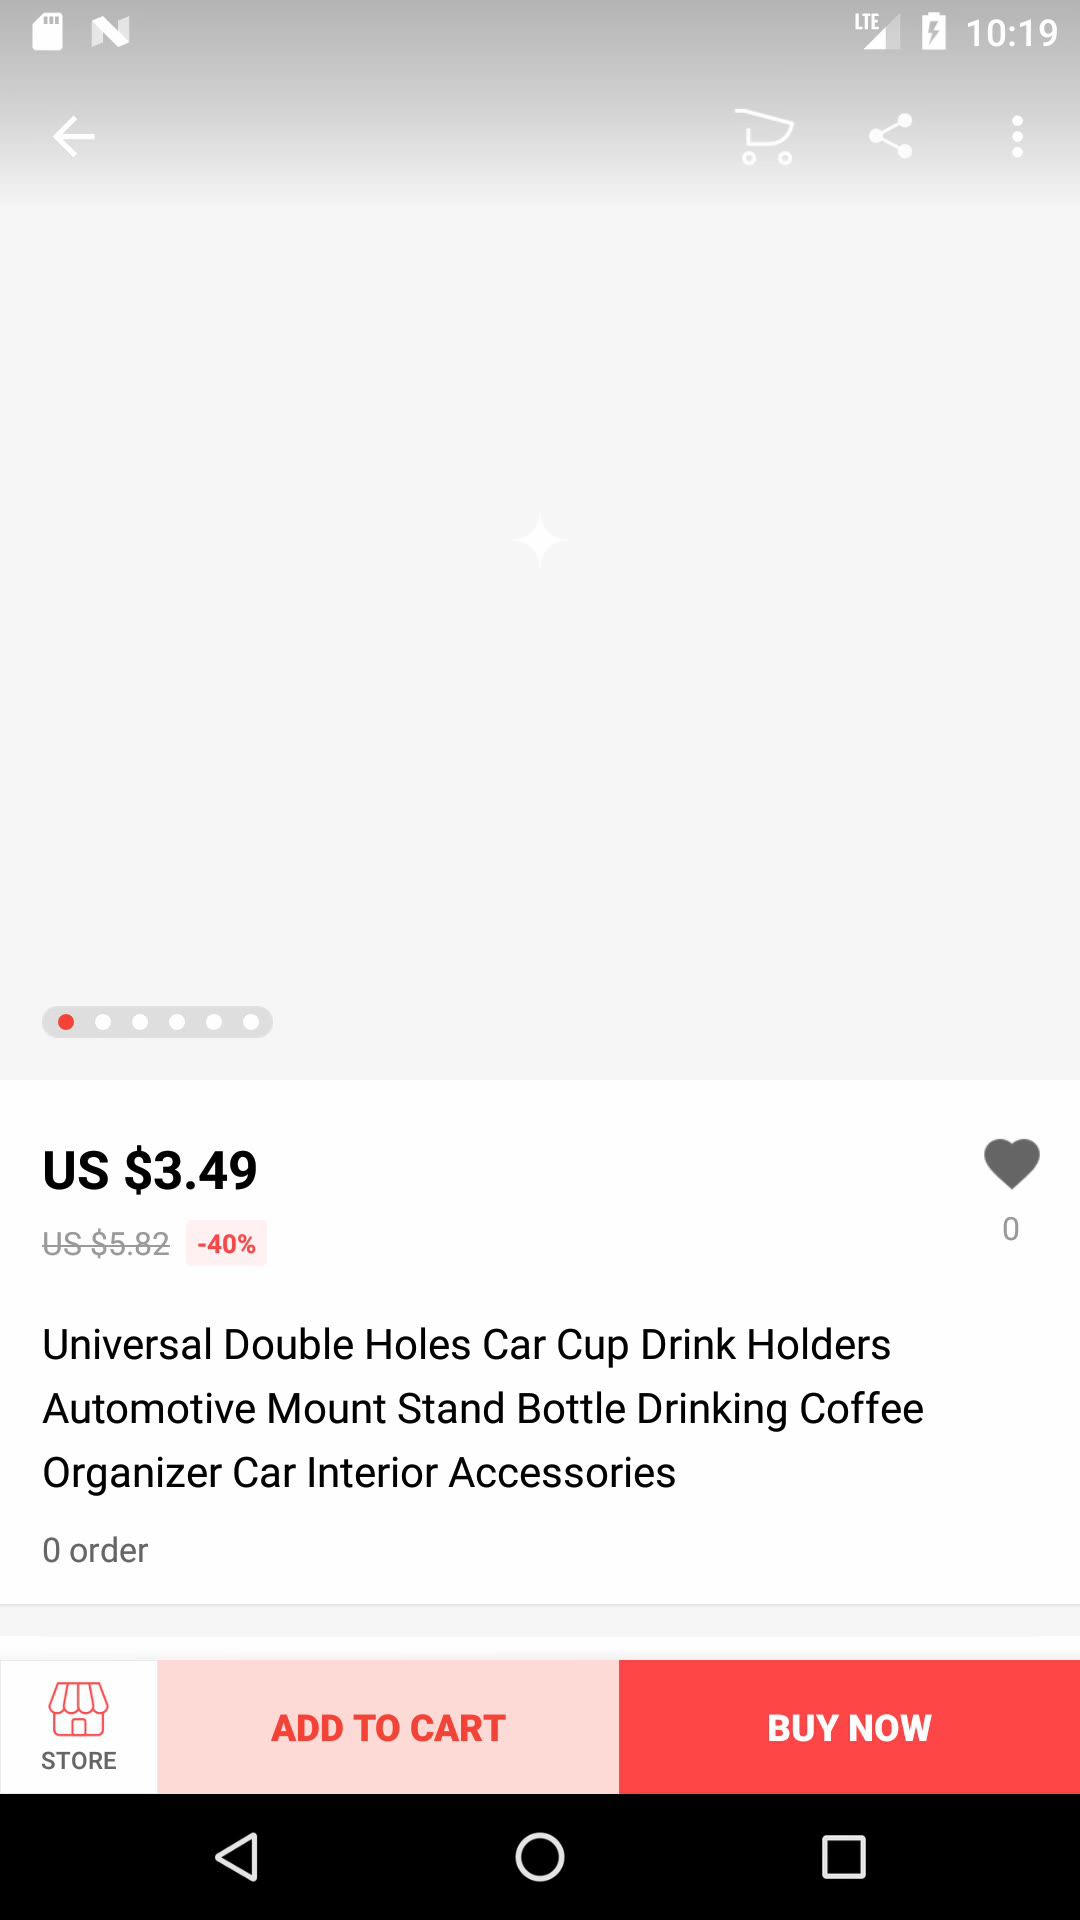 LTE 10:19
US $3.49
US $5.82 -40%
0
Universal Double Holes Car Cup Drink Holders
Automotive Mount Stand Bottle Drinking Coffee
Organizer Car Interior Accessories
0 order
STORE
ADD TO CART
BUY NOW